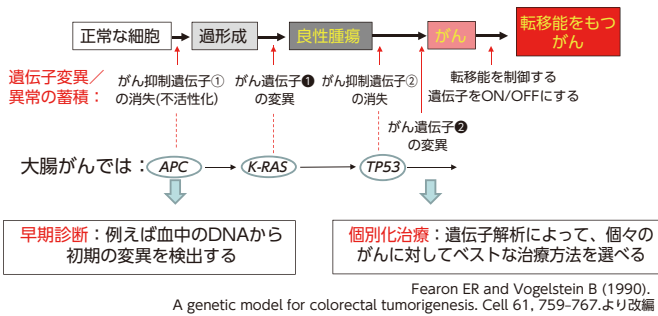 正常な細胞
過形成
良性腫瘍
がん
転移能をもつ
がん
遺伝子変異／
異常の蓄積：
がん抑制遺伝子①
の消失(不活性化)
がん遺伝子❶
の変異
がん抑制遺伝子②
の消失
がん遺伝子❷
の変異
転移能を制御する
遺伝子をON/OFFにする
大腸がんでは：
APC
K-RAS
TP53
早期診断：例えば血中のDNAから
初期の変異を検出する
個別化治療：遺伝子解析によって、個々の
がんに対してベストな治療方法を選べる
Fearon ER and Vogelstein B (1990).
A genetic model for colorectal tumorigenesis. Cell 61, 759–767.より改編